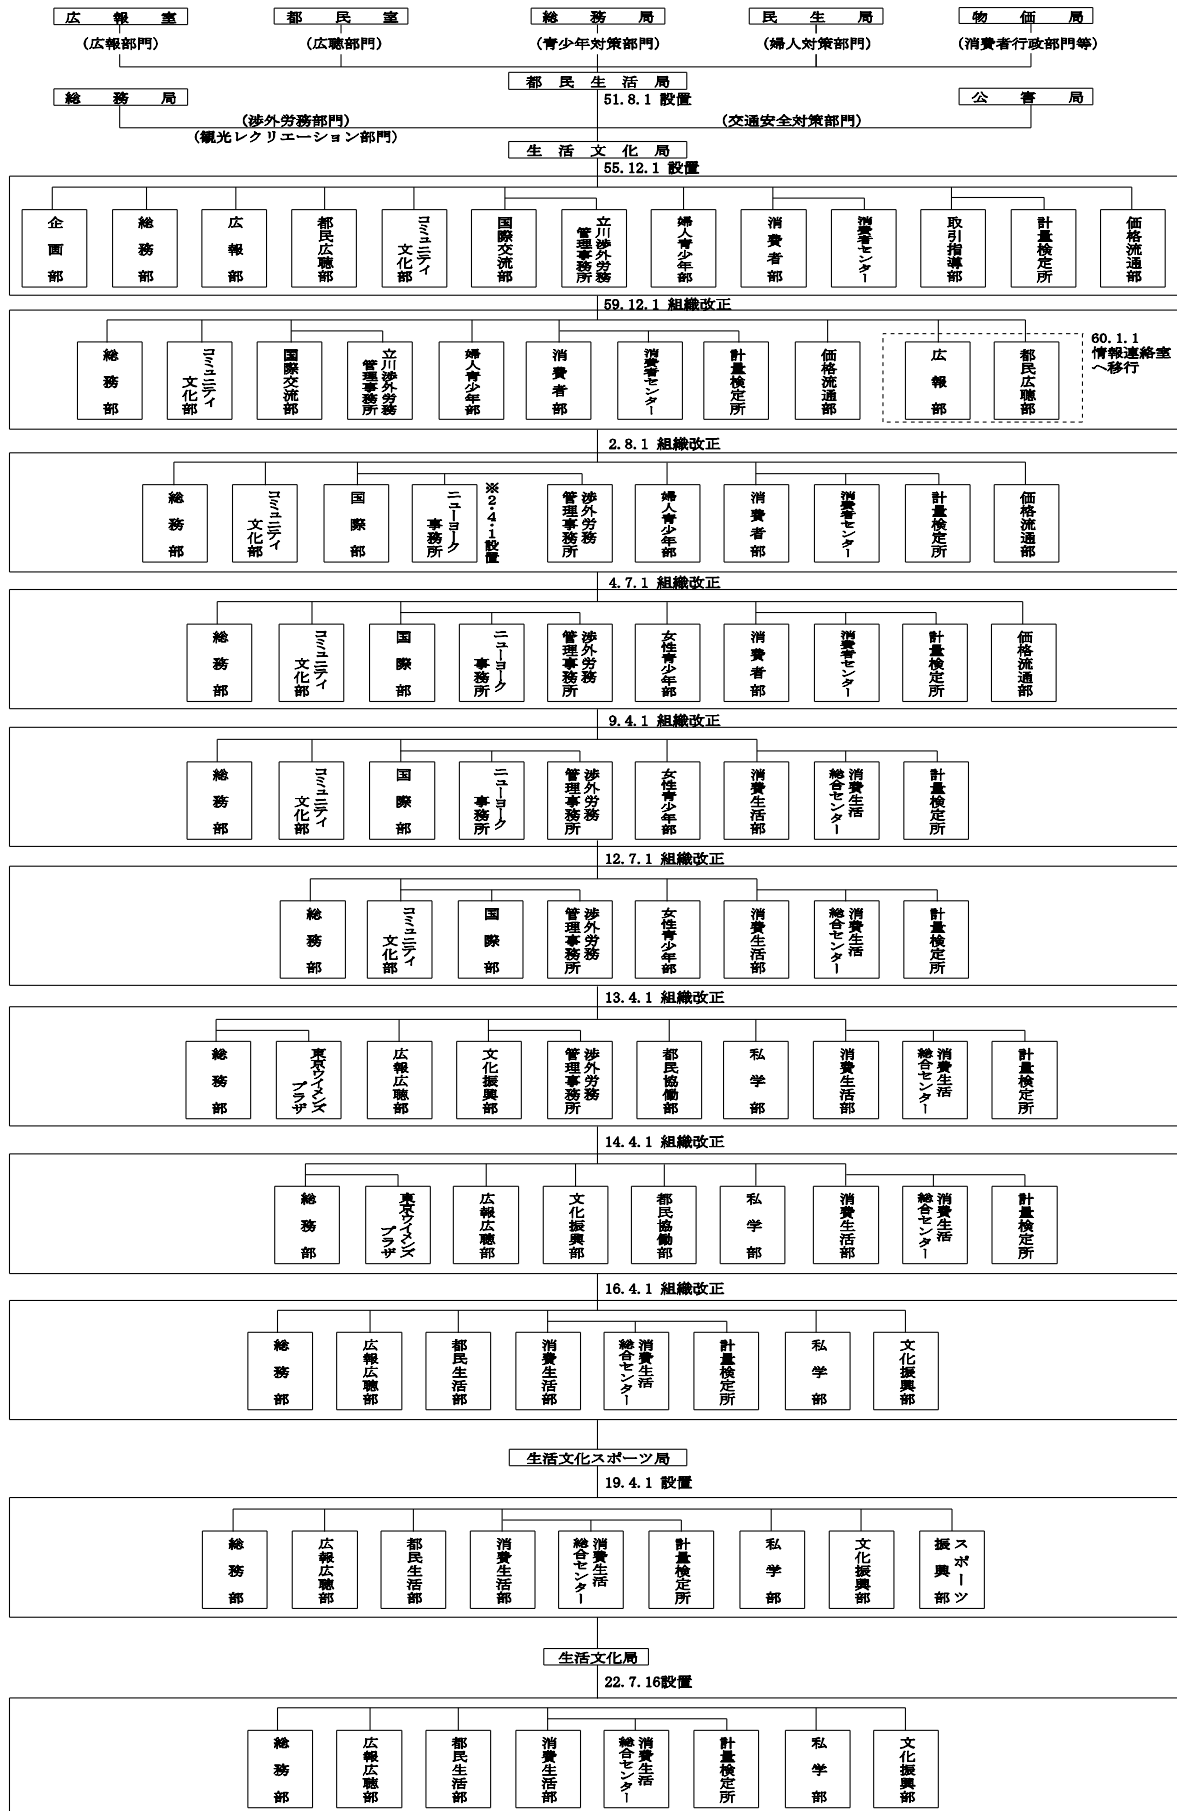 広報室
都民室
総務局
民生局
物価局
(広報部門)
(広聴部門)
(青少年対策部門)
(婦人対策部門)
(消費者行政部門等)
都民生活局
51.8.1 設置
総務局
公害局
(渉外労務部門)
(観光レクリエーション部門)
(交通安全対策部門)
生活文化局
55.12.1 設置
企画部
総務部
広報部
都民広聴部
コミュニティ
文化部
国際交流部
立川渉外労務
管理事務所
婦人青少年部
消費者部
消費者センター
取引指導部
計量検定所
価格流通部
59.12.1 組織改正
総務部
コミュニティ
文化部
国際交流部
立川渉外労務
管理事務所
婦人青少年部
消費者部
消費者センター
計量検定所
価格流通部
広報部
都民広聴部
60.1.1
情報連絡室
へ移行
2.8.1 組織改正
総務部
コミュニティ
文化部
国際部
ニューヨーク
事務所
※2・4・1設置
渉外労務
管理事務所
婦人青少年部
消費者部
消費者センター
計量検定所
価格流通部
4.7.1 組織改正
総務部
コミュニティ
文化部
国際部
ニューヨーク
事務所
渉外労務
管理事務所
女性青少年部
消費者部
消費者センター
計量検定所
価格流通部
9.4.1 組織改正
総務部
コミュニティ
文化部
国際部
ニューヨーク
事務所
渉外労務
管理事務所
女性青少年部
消費生活部
消費生活
総合センター
計量検定所
12.7.1 組織改正
総務部
コミュニティ
文化部
国際部
渉外労務
管理事務所
女性青少年部
消費生活部
消費生活
総合センター
計量検定所
13.4.1 組織改正
総務部
東京ウイメンズ
プラザ
広報広聴部
文化振興部
渉外労務
管理事務所
都民協働部
私学部
消費生活部
消費生活
総合センター
計量検定所
14.4.1 組織改正
総務部
東京ウイメンズ
プラザ
広報広聴部
文化振興部
都民協働部
私学部
消費生活部
消費生活
総合センター
計量検定所
16.4.1 組織改正
総務部
広報広聴部
都民生活部
消費生活部
消費生活
総合センター
計量検定所
私学部
文化振興部
生活文化スポーツ局
19.4.1 設置
総務部
広報広聴部
都民生活部
消費生活部
消費生活
総合センター
計量検定所
私学部
文化振興部
スポーツ
振興部
生活文化局
22.7.16設置
総務部
広報広聴部
都民生活部
消費生活部
消費生活
総合センター
計量検定所
私学部
文化振興部